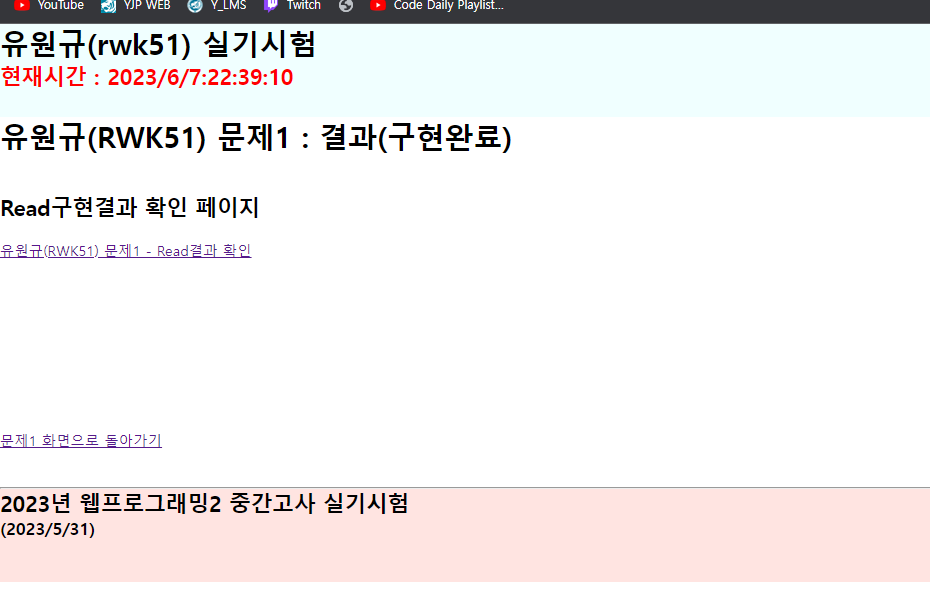 YouTube YJP WEB Y_LMS Twitch Code Daily Playlist...
유원규(rwk51) 실기시험
현재시간 : 2023/6/7:22:39:10
유원규(RWK51) 문제1 : 결과(구현완료)
Read구현결과 확인 페이지
유원규(RWK51) 문제1 - Read결과 확인
문제1 화면으로 돌아가기
2023년 웹프로그래밍2 중간고사 실기시험
(2023/5/31)